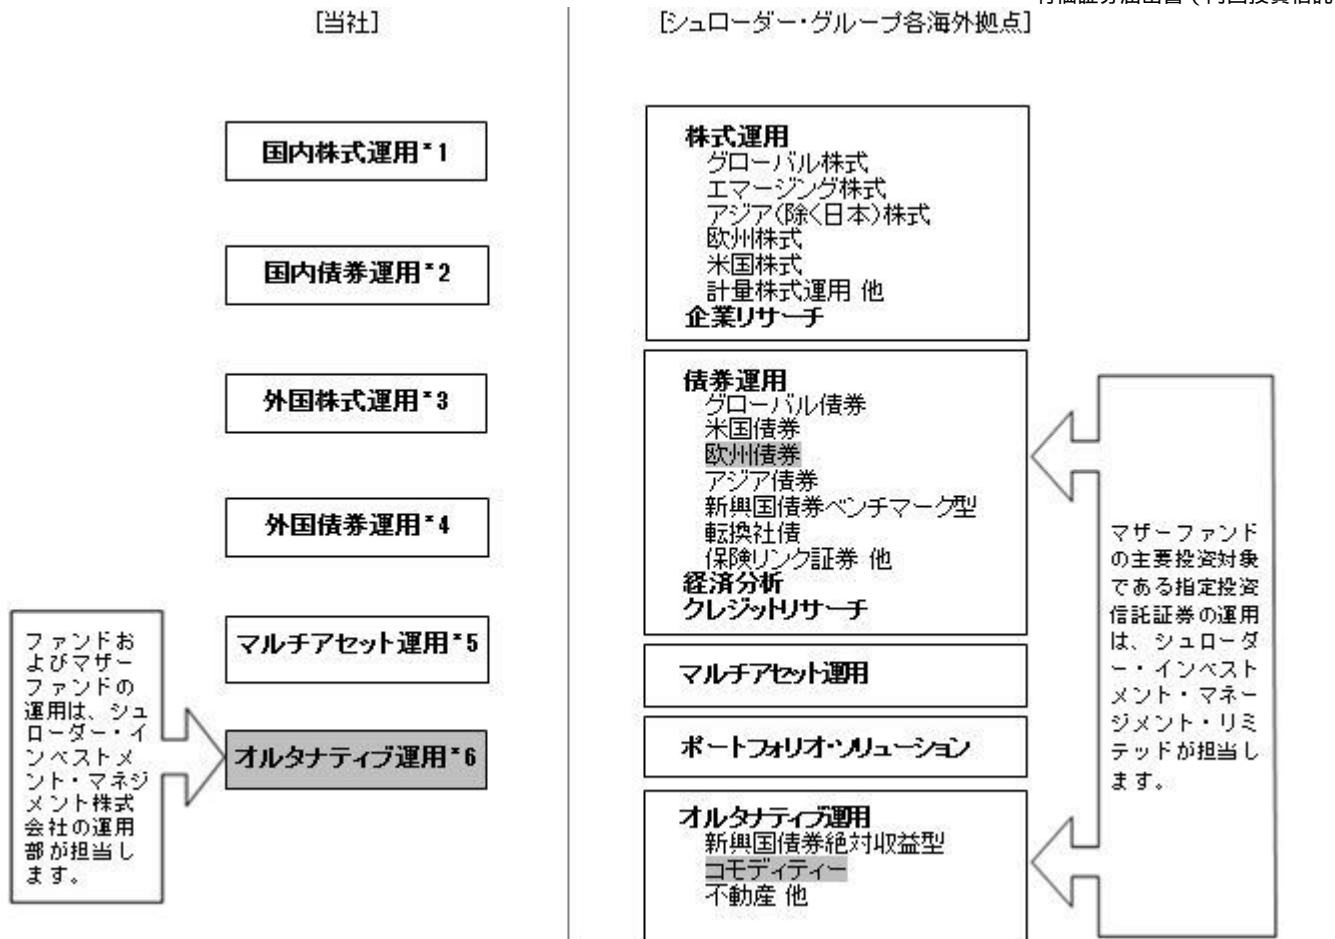 [当社]
国内株式運用*1
国内債券運用*2
外国株式運用*3
外国債券運用*4
マルチアセット運用*5
オルタナティブ運用*6
ファンドお
よびマザー
ファンドの
運用は、シュ
ローダー・イ
ンベストメ
ント・マネジ
メント株式
会社の運用
部が担当し
ます。
[シュローダー・グループ各海外拠点]
株式運用
グローバル株式
エマージング株式
アジア(除く日本)株式
欧州株式
米国株式
計量株式運用 他
企業リサーチ
債券運用
グローバル債券
米国債券
欧州債券
アジア債券
新興国債券ベンチマーク型
転換社債
保険リンク証券 他
経済分析
クレジットリサーチ
マルチアセット運用
ポートフォリオ・ソリューション
オルタナティブ運用
新興国債券絶対収益型
コモディティー
不動産 他
マザーファンド
の主要投資対象
である指定投資
信託証券の運用
は、シュローダ
ー・インベスト
メント・マネー
ジメント・リミ
テッドが担当し
ます。